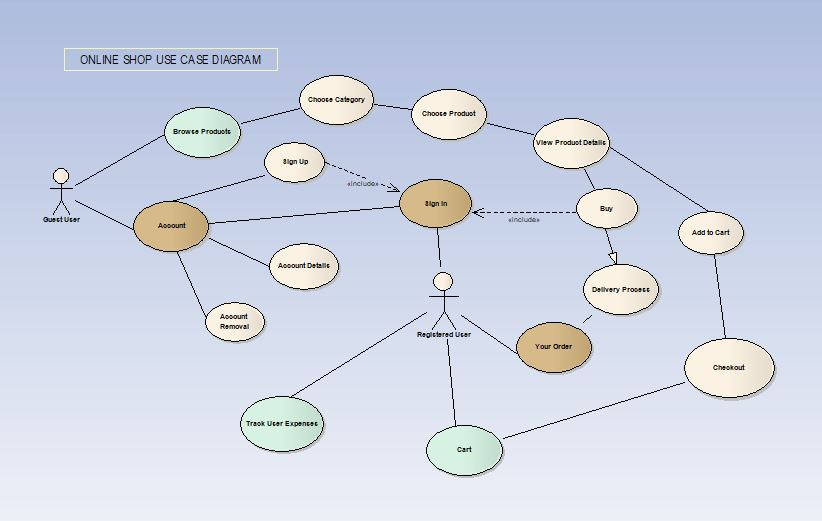 ONLINE SHOP USE CASE DIAGRAM
Choose Category
Choose Product
Browse Products
View Product Details
Sign Up
«include»
Sign In
Guest User
Account
Buy
«include»
Add to Cart
Account Details
Delivery Process
Account
Removal
Registered User
Your Order
Checkout
Track User Expenses
Cart